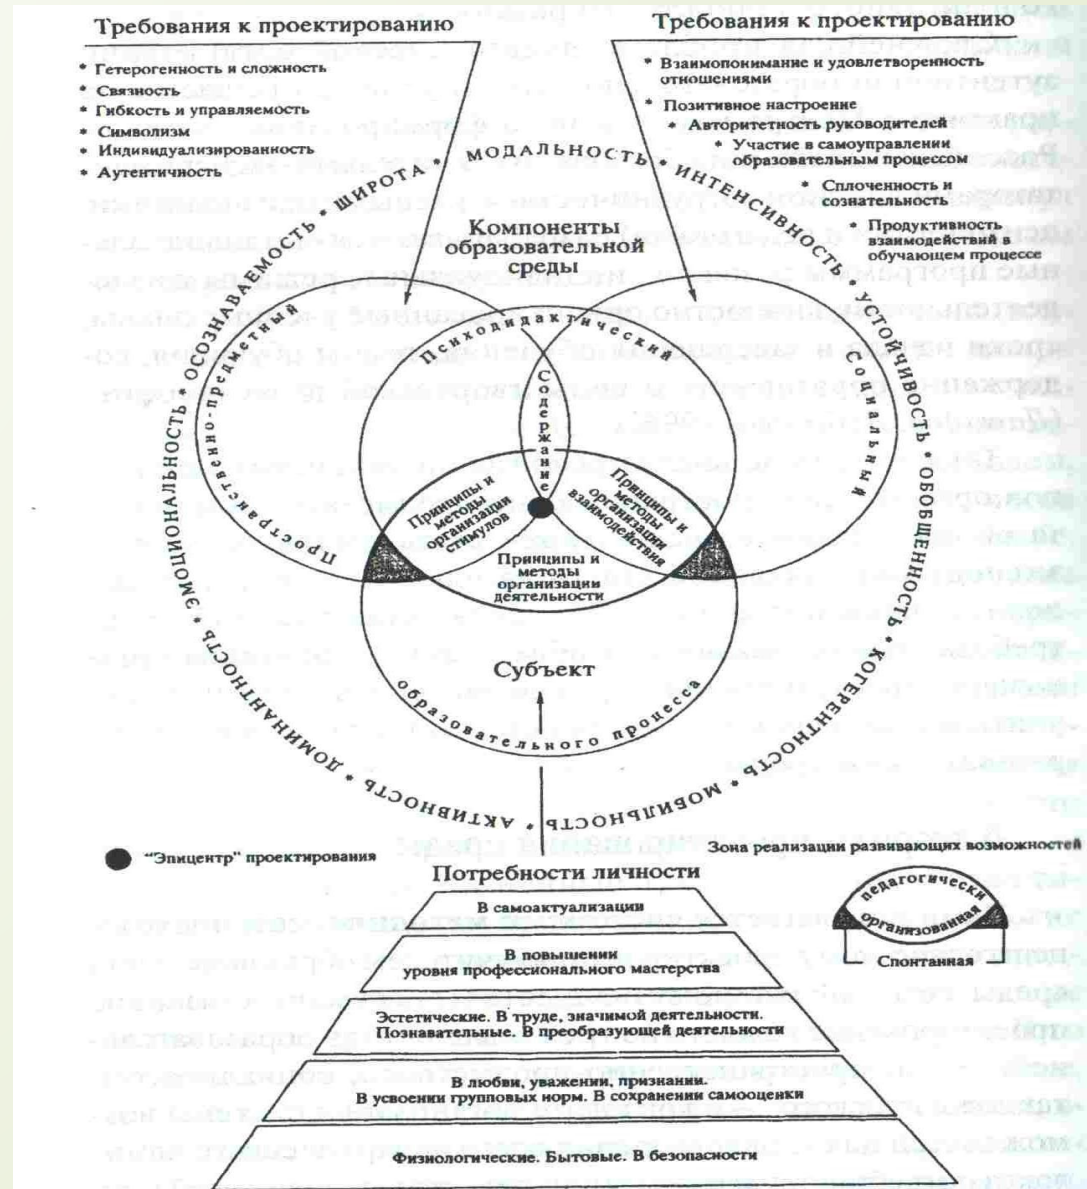 Требования к проектированию
* Гетерогенность и сложность
* Связность
* Гибкость и управляемость
* Символизм
* Индивидуализированность
* Аутентичность
Требования к проектированию
* Взаимопонимание и удовлетворенность
отношениями
* Позитивное настроение
* Авторитетность руководителей
* Участие в самоуправлении
образовательным процессом
* Сплоченность и
сознательность
* Продуктивность
взаимодействий в
обучающем процессе
* МОДАЛЬНОСТЬ * ИНТЕНСИВНОСТЬ * УСТОЙЧИВОСТЬ * ОБОБЩЕННОСТЬ * КОГЕРЕНТНОСТЬ * МОБИЛЬНОСТЬ * АКТИВНОСТЬ * ДОМИНАНТНОСТЬ * ЭМОЦИОНАЛЬНОСТЬ * ОСОЗНАВАЕМОСТЬ * ШИРОТА
Компоненты
образовательной
среды
Пространственно-предметный
Психодидактический
Социальный
Содержание
Принципы и
методы
организации
стимулов
Принципы и
методы
организации
взаимодействия
Принципы и
методы
организации
деятельности
Субъект
образовательного процесса
"Эпицентр" проектирования
Зона реализации развивающих возможностей
педагогически
организованная
Спонтанная
Потребности личности
В самоактуализации
В повышении
уровня профессионального мастерства
Эстетические. В труде, значимой деятельности.
Познавательные. В преобразующей деятельности
В любви, уважении, признании.
В усвоении групповых норм. В сохранении самооценки
Физиологические. Бытовые. В безопасности